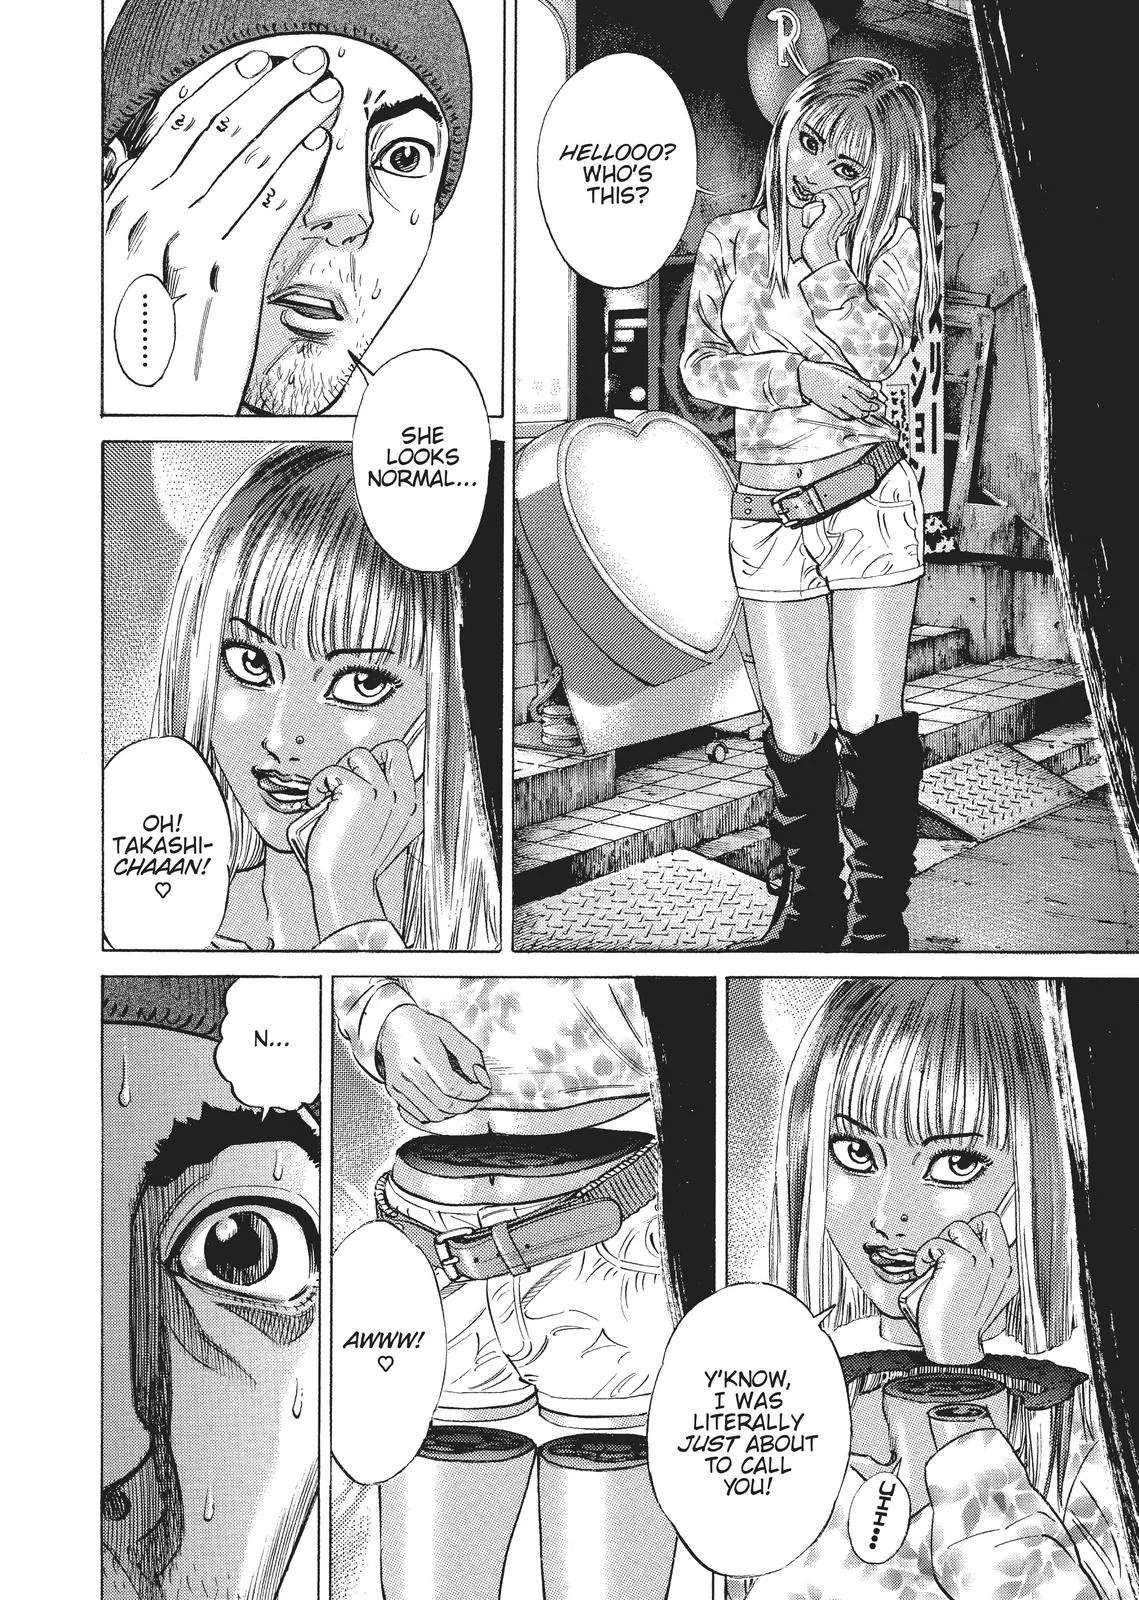 R
HELLOOO?
WHO'S
THIS?
........
SHE
LOOKS
NORMAL...
OH!
TAKASHI-
CHAAAN!
♡
Y'KNOW,
I WAS
LITERALLY
JUST ABOUT
TO CALL
YOU!
UHH...
AWWW!
♡
N...